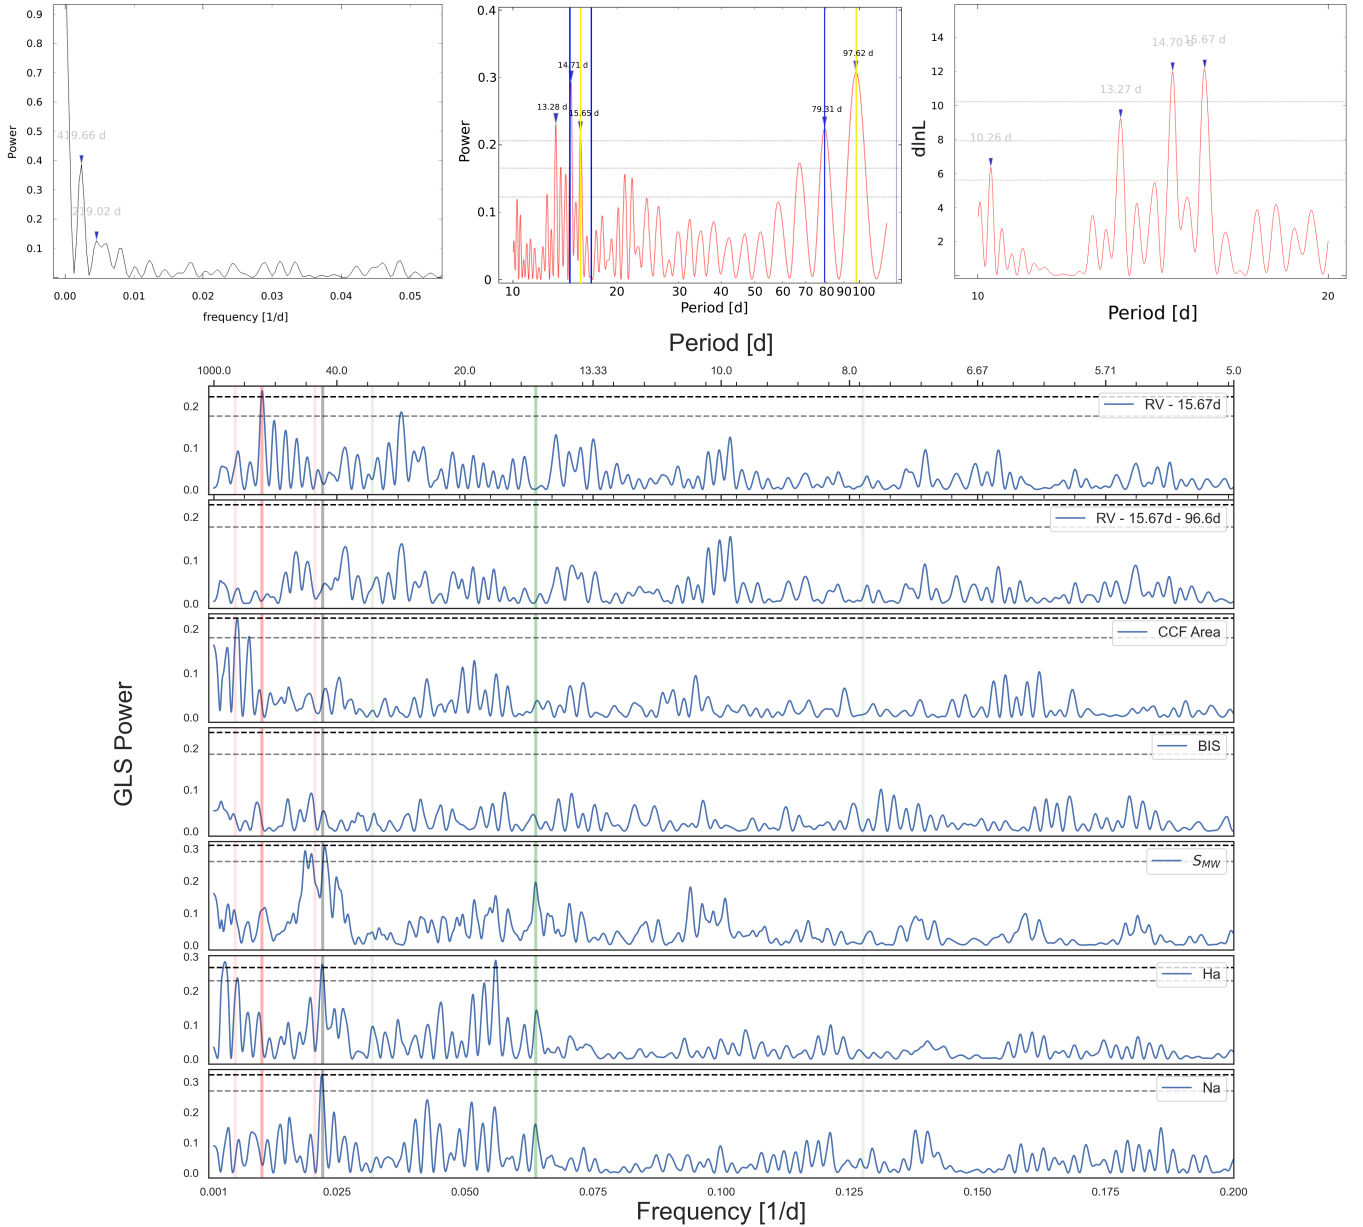 0.9
0.8
0.7
0.6
0.5
0.4
0.3
0.2
0.1
Power
419.66 d
219.02 d
0.00 0.01 0.02 0.03 0.04 0.05
frequency [1/d]
0.4
0.3
0.2
0.1
0
Power
97.62 d
14.71 d
13.28 d
15.65 d
79.31 d
10 20 30 40 50 60 70 80 90 100
Period [d]
14
12
10
8
6
4
2
dlnL
14.70 d
15.67 d
13.27 d
10.26 d
10 20
Period [d]
Period [d]
1000.0 40.0 20.0 13.33 10.0 8.0 6.67 5.71 5.0
GLS Power
0.2
0.1
0.0
RV - 15.67d
0.2
0.1
0.0
RV - 15.67d - 96.6d
0.2
0.1
0.0
CCF Area
0.2
0.1
0.0
BIS
0.3
0.2
0.1
0.0
S_MW
0.3
0.2
0.1
0.0
Ha
0.3
0.2
0.1
0.0
Na
0.001 0.025 0.050 0.075 0.100 0.125 0.150 0.175 0.200
Frequency [1/d]